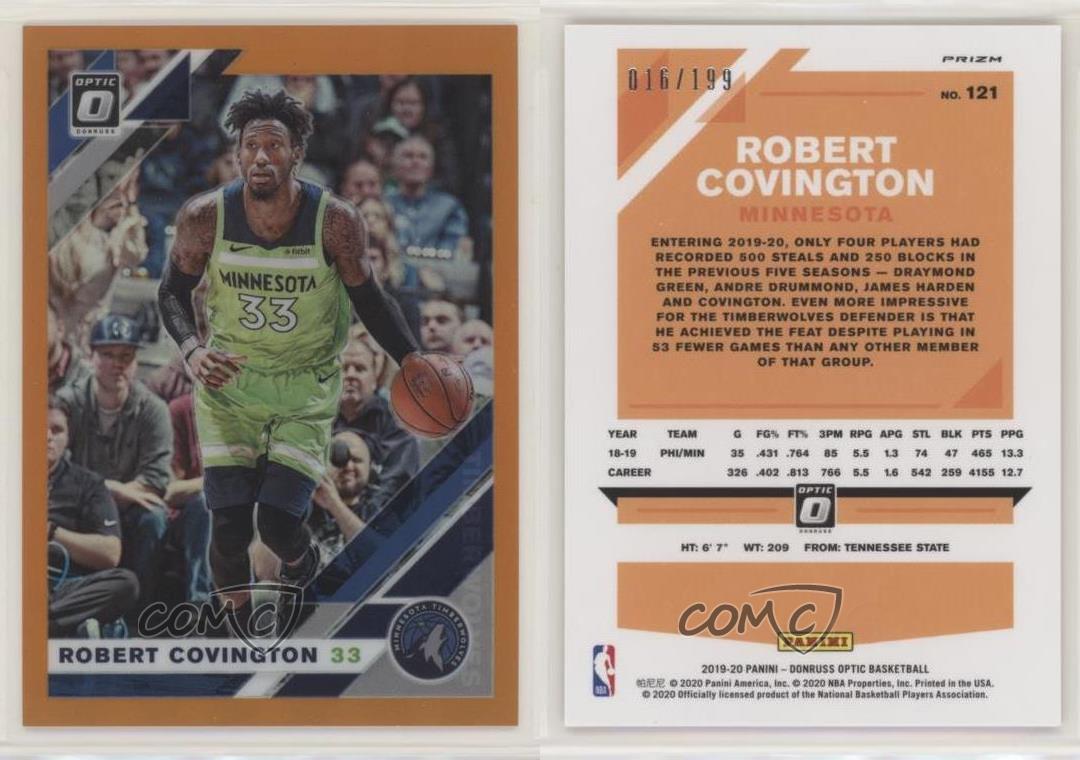 OPTIC
DONRUSS
fitbit
MINNESOTA
33
MINNESOTA TIMBERWOLVES
ROBERT COVINGTON 33
COMC
016/199
PRIZM
NO. 121
ROBERT
COVINGTON
MINNESOTA
ENTERING 2019-20, ONLY FOUR PLAYERS HAD
RECORDED 500 STEALS AND 250 BLOCKS IN
THE PREVIOUS FIVE SEASONS — DRAYMOND
GREEN, ANDRE DRUMMOND, JAMES HARDEN
AND COVINGTON. EVEN MORE IMPRESSIVE
FOR THE TIMBERWOLVES DEFENDER IS THAT
HE ACHIEVED THE FEAT DESPITE PLAYING IN
53 FEWER GAMES THAN ANY OTHER MEMBER
OF THAT GROUP.
YEAR TEAM G FG% FT% 3PM RPG APG STL BLK PTS PPG
18-19 PHI/MIN 35 .431 .764 85 5.5 1.3 74 47 465 13.3
CAREER 326 .402 .813 766 5.5 1.6 542 259 4155 12.7
OPTIC
DONRUSS
HT: 6' 7" WT: 209 FROM: TENNESSEE STATE
COMC
PANINI
NBA
2019-20 PANINI – DONRUSS OPTIC BASKETBALL
帕尼尼 © 2020 Panini America, Inc. © 2020 NBA Properties, Inc. Printed in the USA.
© 2020 Officially licensed product of the National Basketball Players Association.